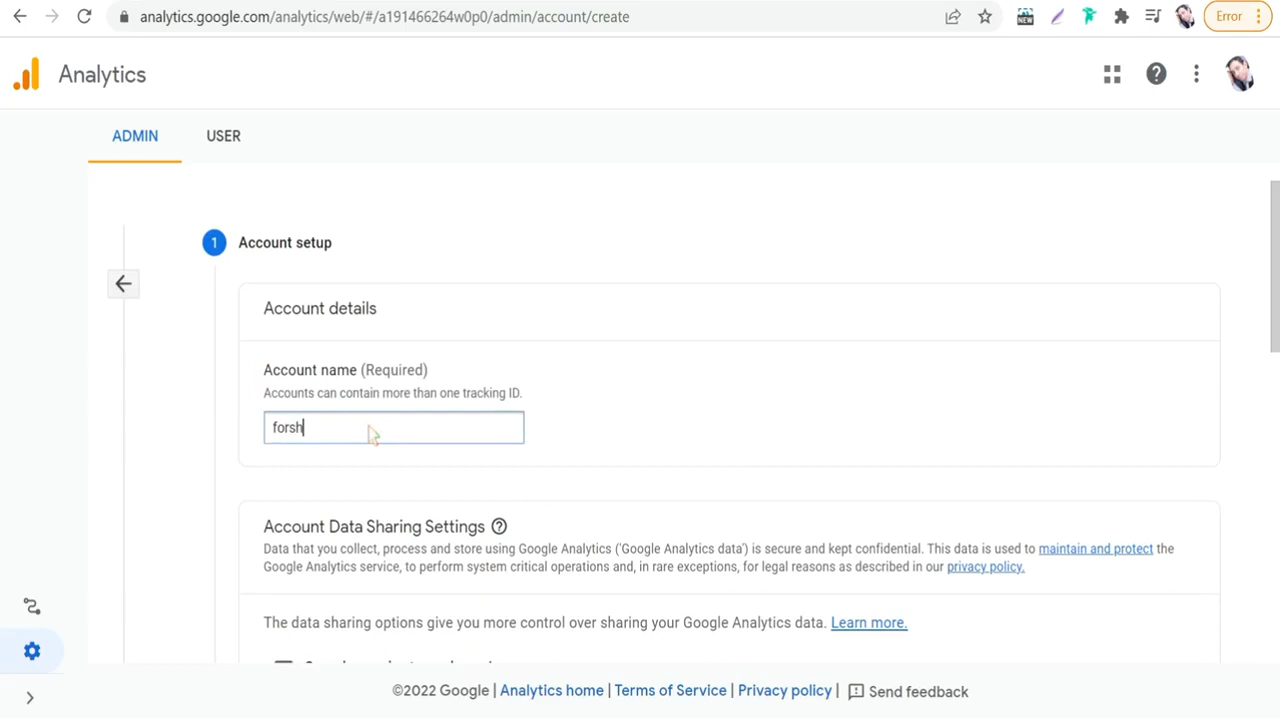 analytics.google.com/analytics/web/#/a191466264w0p0/admin/account/create
NEW
Error
Analytics
ADMIN
USER
1 Account setup
Account details
Account name (Required)
Accounts can contain more than one tracking ID.
forsh
Account Data Sharing Settings
Data that you collect, process and store using Google Analytics ('Google Analytics data') is secure and kept confidential. This data is used to maintain and protect the
Google Analytics service, to perform system critical operations and, in rare exceptions, for legal reasons as described in our privacy policy.
The data sharing options give you more control over sharing your Google Analytics data. Learn more.
©2022 Google | Analytics home | Terms of Service | Privacy policy | Send feedback